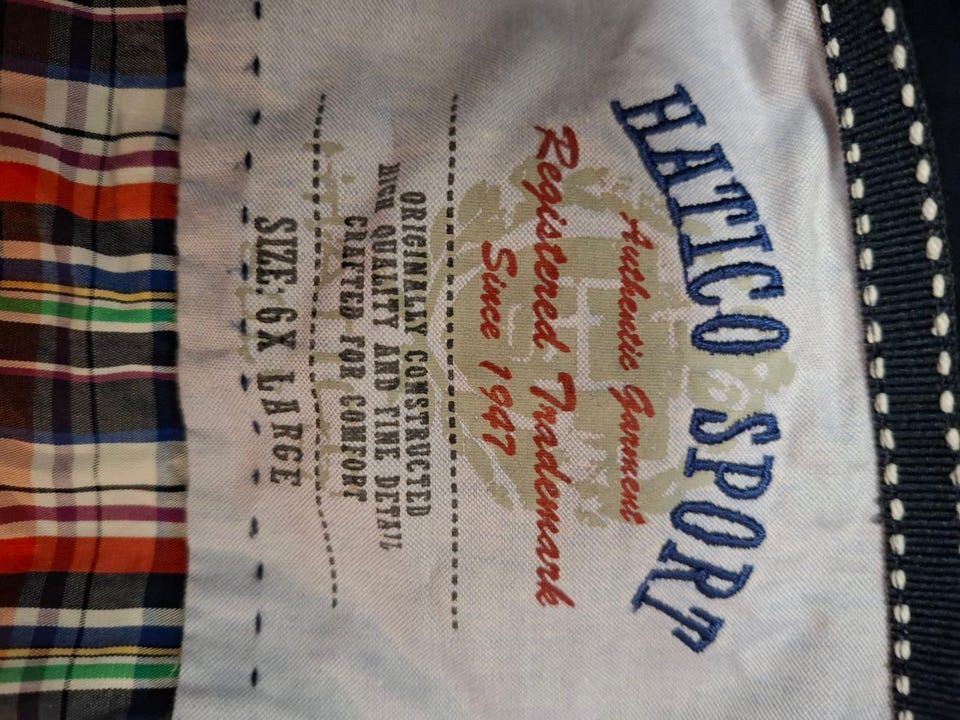 HATICO SPORT
Authentic Garment
Registered Trademark
Since 1947
ORIGINALLY CONSTRUCTED
HIGH QUALITY AND FINE DETAIL
CRAFTED FOR COMFORT
SIZE: 6X LARGE